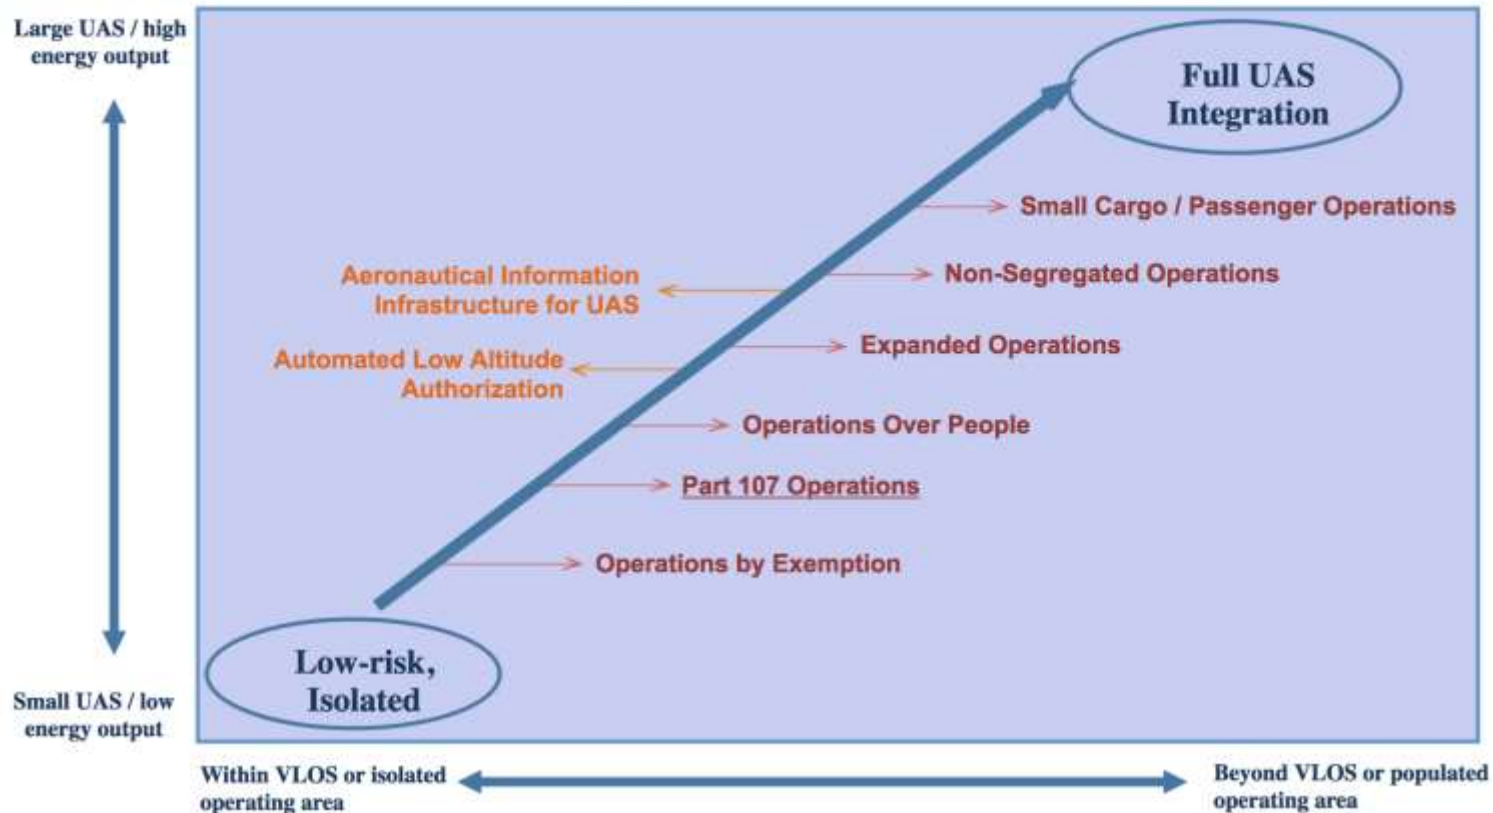 Large UAS / high
energy output
Full UAS
Integration
Small Cargo / Passenger Operations
Aeronautical Information
Infrastructure for UAS
Non-Segregated Operations
Expanded Operations
Automated Low Altitude
Authorization
Operations Over People
Part 107 Operations
Operations by Exemption
Low-risk,
Isolated
Small UAS / low
energy output
Within VLOS or isolated
operating area
Beyond VLOS or populated
operating area